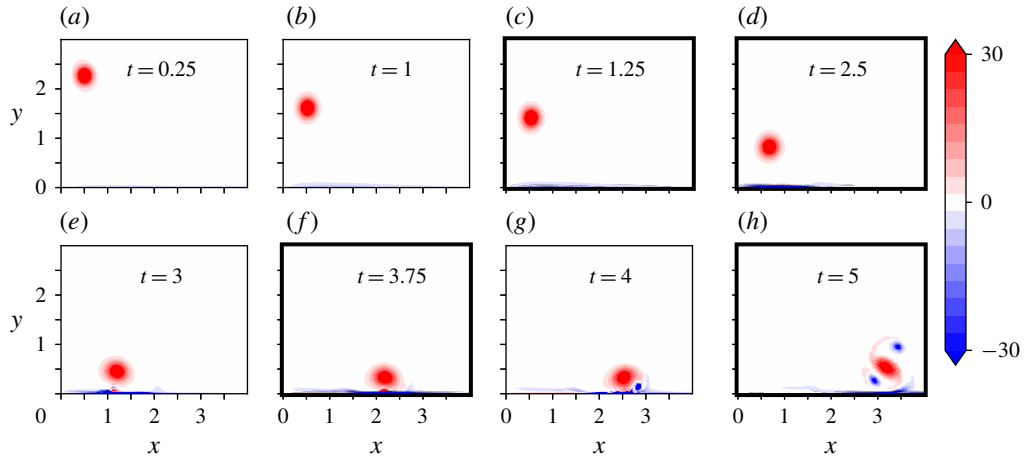 (a) (b) (c) (d)
t = 0.25 t = 1 t = 1.25 t = 2.5 30
2
y
1
0 0
(e) (f) (g) (h)
t = 3 t = 3.75 t = 4 t = 5
2
y
1
−30
0 1 2 3 0 1 2 3 0 1 2 3 0 1 2 3
x x x x